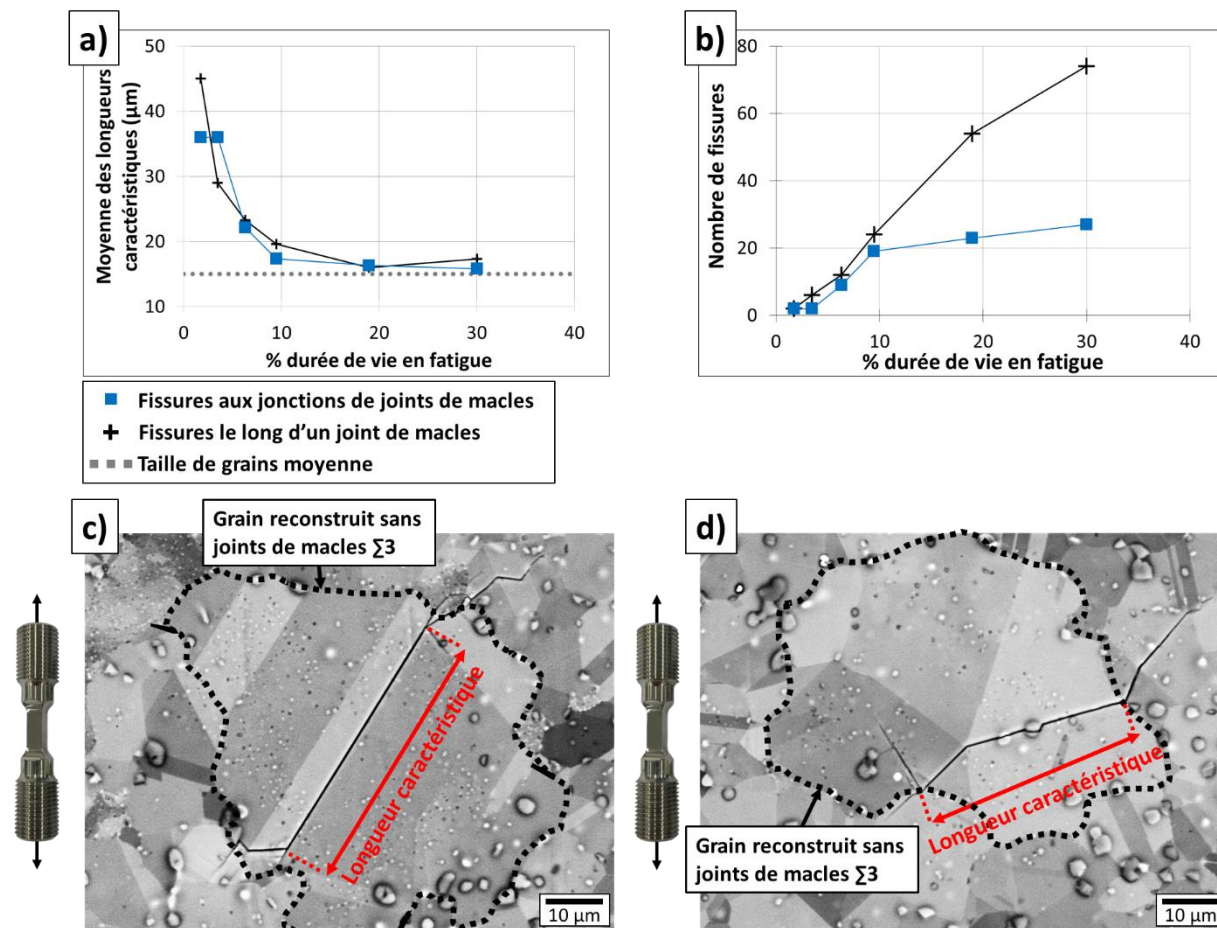 a)
Moyenne des longueurs
caractéristiques (µm)
50
40
30
20
10
0
10
20
30
40
% durée de vie en fatigue
b)
Nombre de fissures
80
60
40
20
0
0
10
20
30
40
% durée de vie en fatigue
Fissures aux jonctions de joints de macles
Fissures le long d'un joint de macles
Taille de grains moyenne
c)
Grain reconstruit sans
joints de macles ∑3
Longueur caractéristique
10 µm
d)
Longueur caractéristique
Grain reconstruit sans
joints de macles ∑3
10 µm